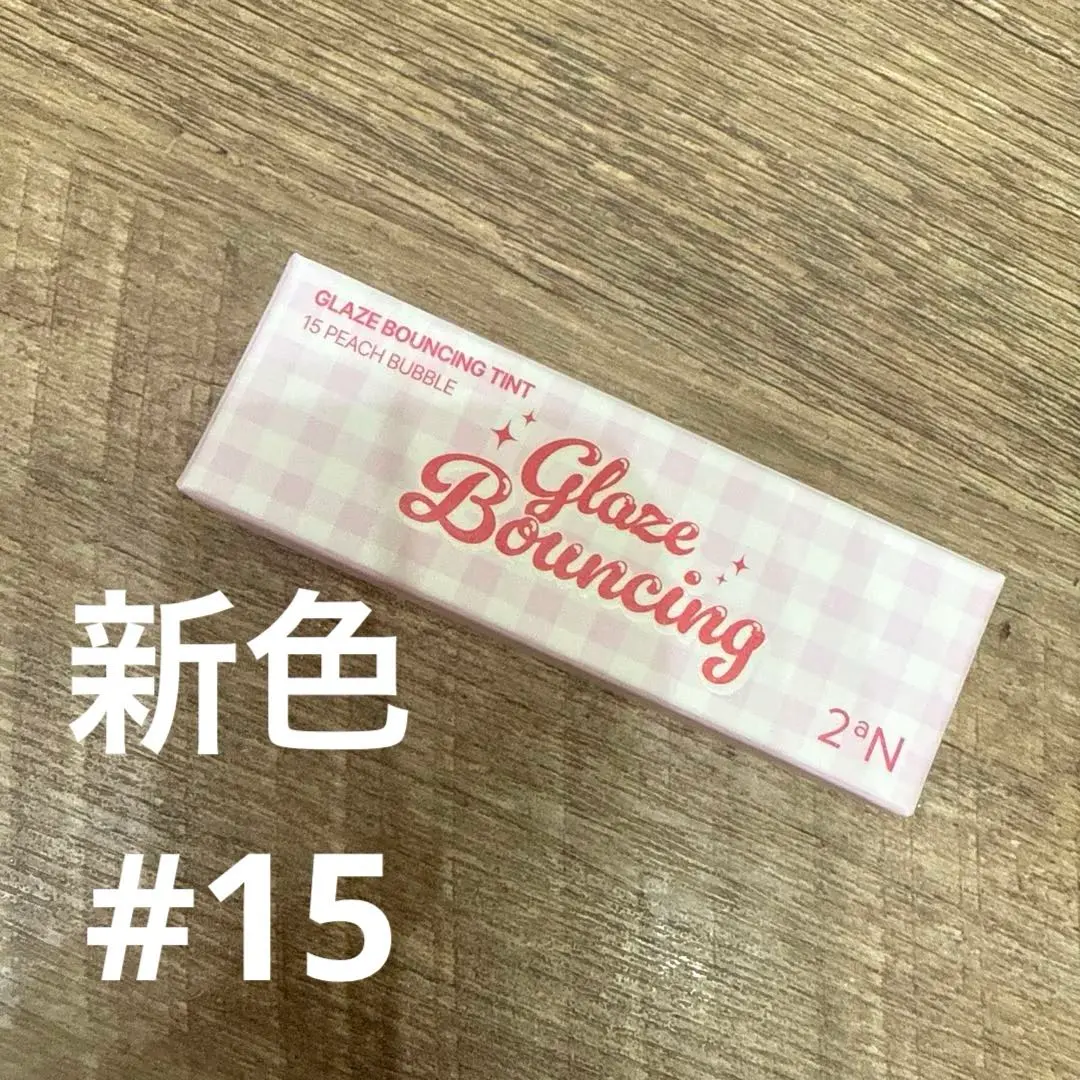 GLAZE BOUNCING TINT
15 PEACH BUBBLE
Glaze
Bouncing
2aN
新色
#15